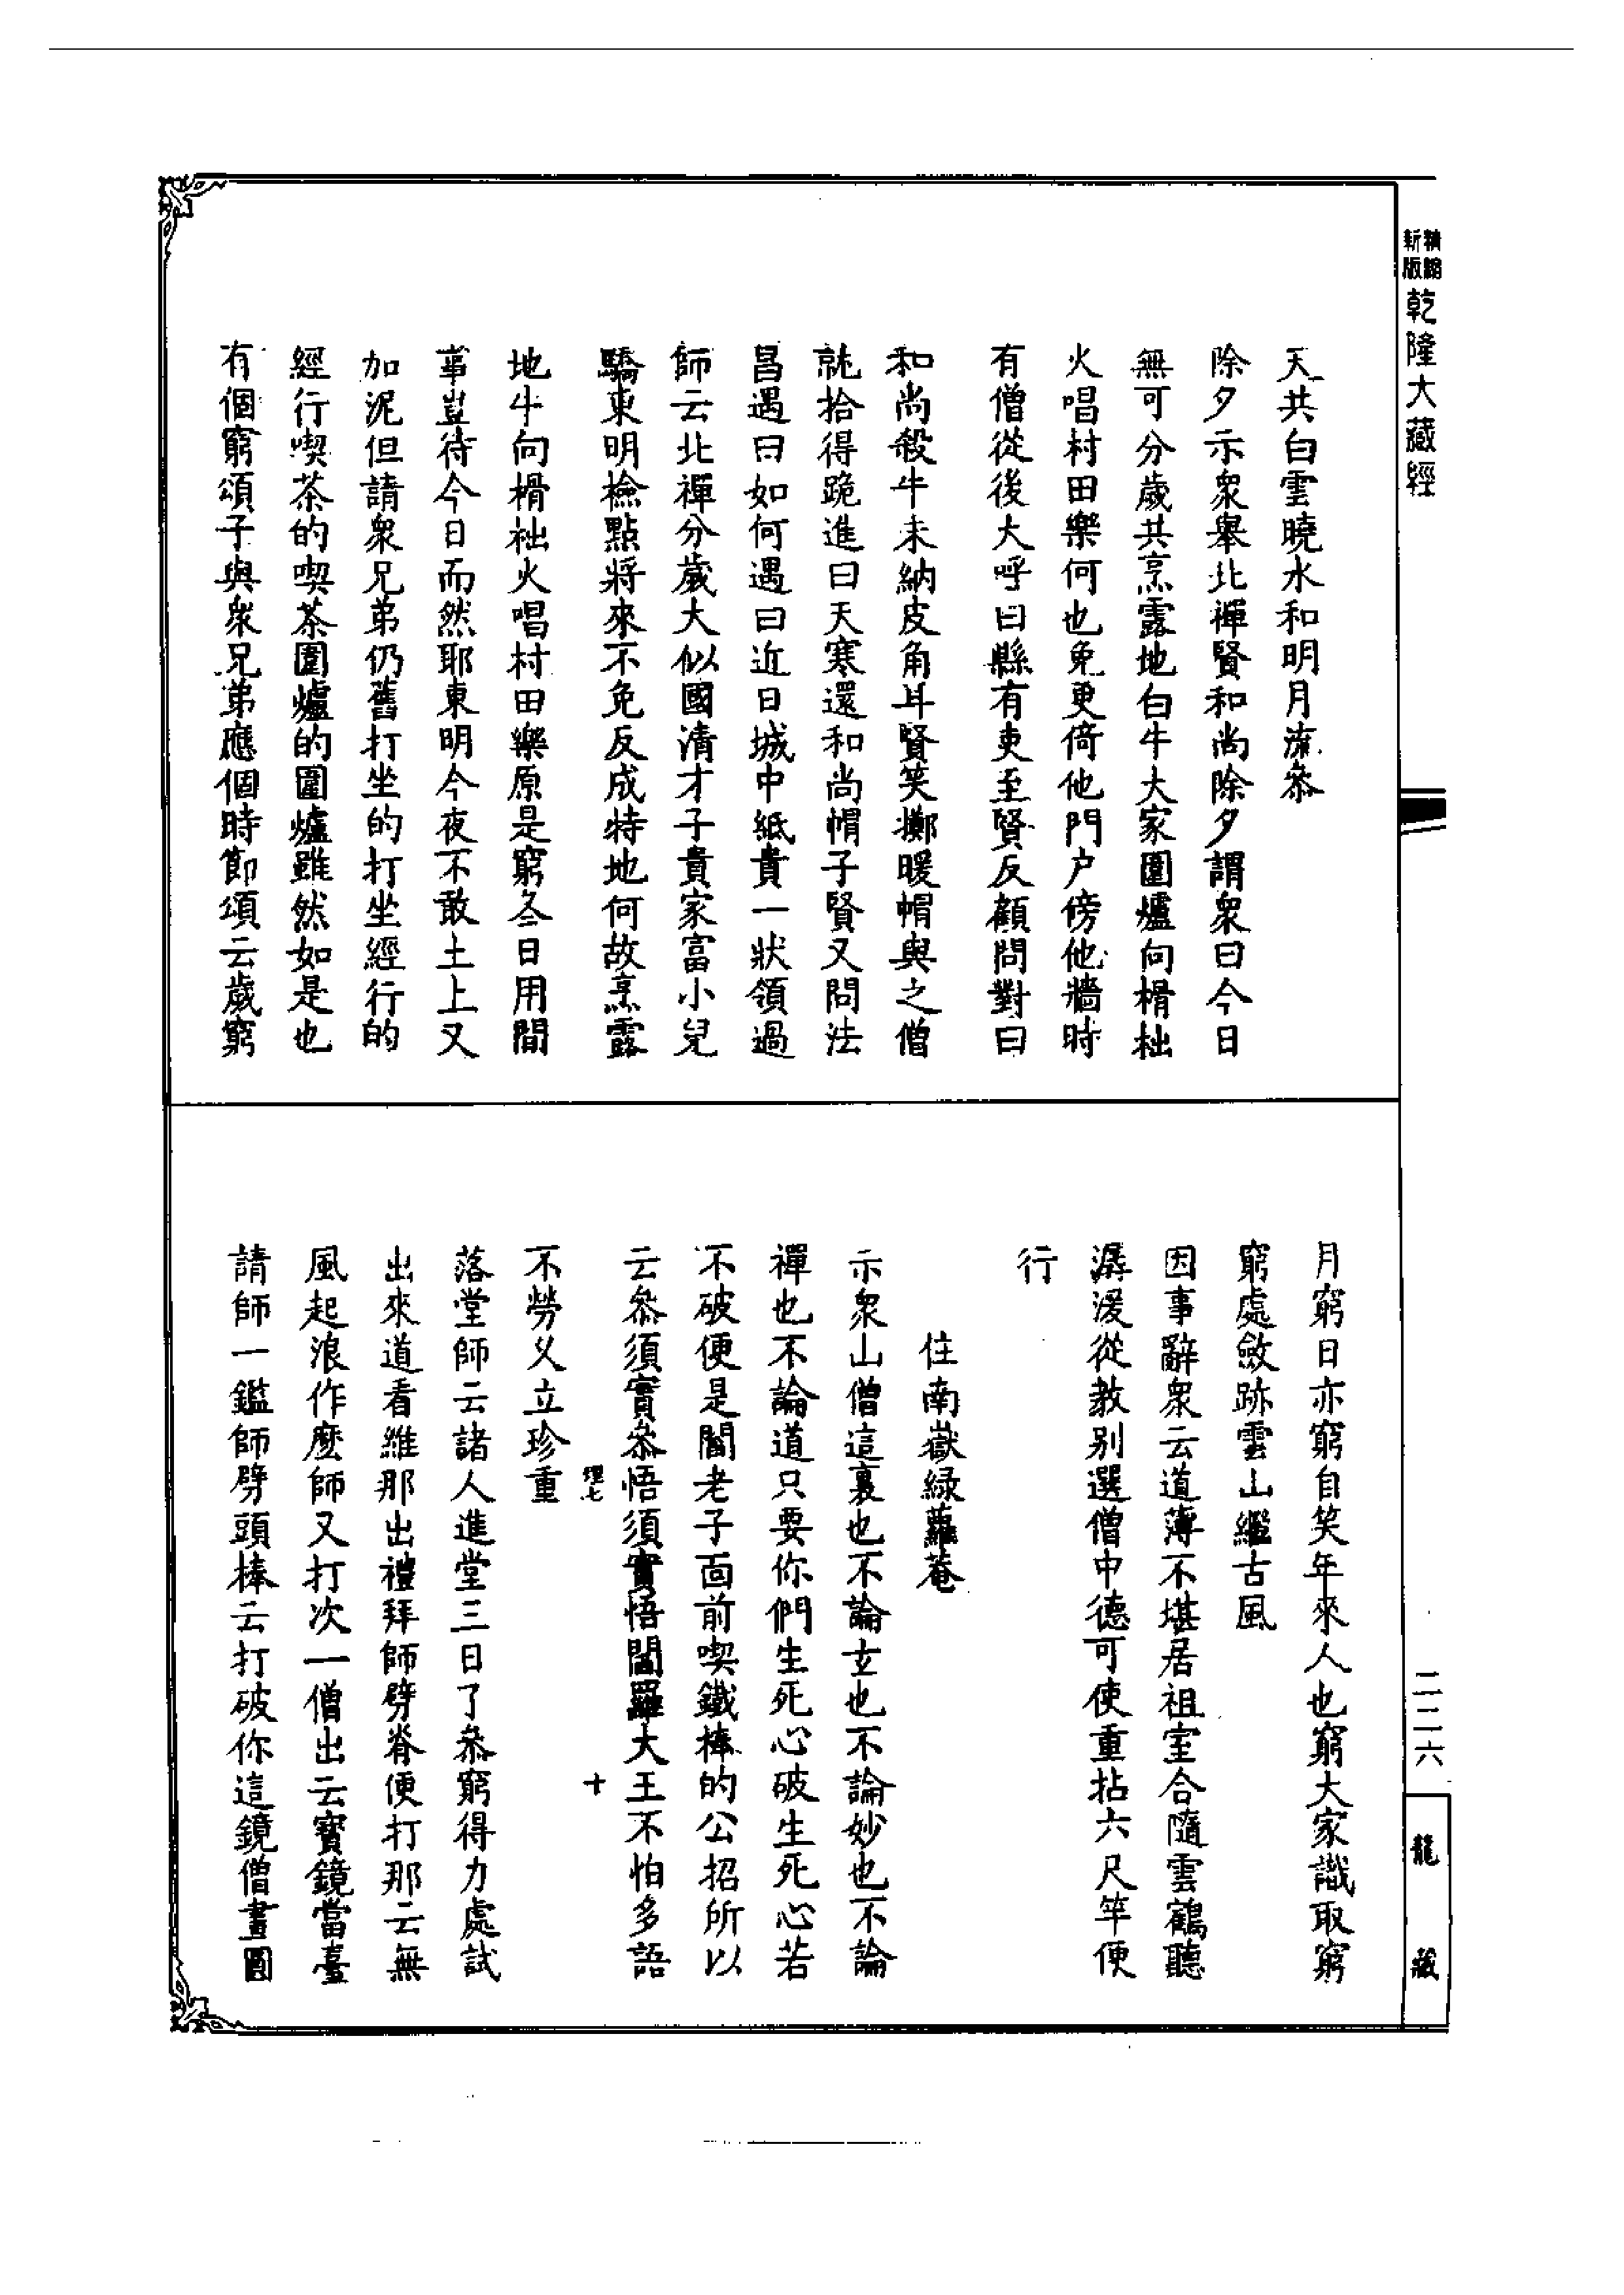 精縮新版
乾隆大藏經
天共白雲曉水和明月流叅
除夕示衆舉北禪賢和尚除夕謂衆曰今日
無可分歲共烹露地白牛大家圍爐向榾柮
火唱村田樂何也免更倚他門户傍他牆時
有僧從後大呼曰縣有吏至賢反顧問對曰
和尚殺牛未納皮角耳賢笑擲暖帽與之僧
就拾得跪進曰天寒還和尚帽子賢又問法
昌遇曰如何遇曰近日城中紙貴一狀領過
師云北禪分歲大似國清才子貴家富小兒
驕東明檢點將來不免反成特地何故烹露
地牛向榾柮火唱村田樂原是窮冬日用間
事豈待今日而然耶東明今夜不敢土上又
加泥但請衆兄弟仍舊打坐的打坐經行的
經行喫茶的喫茶圍爐的圍爐雖然如是也
有個窮頌子與衆兄弟應個時節頌云歲窮
月窮日亦窮自笑年來人也窮大家識取窮
窮處斂跡雲山繼古風
因事辭衆云道薄不堪居祖室合隨雲鶴聽
潺湲從教别選僧中德可使重拈六尺竿便
行
住南嶽綠蘿菴
示衆山僧這裏也不論玄也不論妙也不論
禪也不論道只要你們生死心破生死心若
不破便是閻老子面前喫鐵棒的公招所以
云叅須實叅悟須實悟閻羅大王不怕多語
理七
十
不勞乂立珍重
落堂師云諸人進堂三日了叅窮得力處試
出來道看維那出禮拜師劈脊便打那云無
風起浪作麽師又打次一僧出云寳鏡當臺
請師一鑑師劈頭棒云打破你這鏡僧畫圓
二二六
龍藏